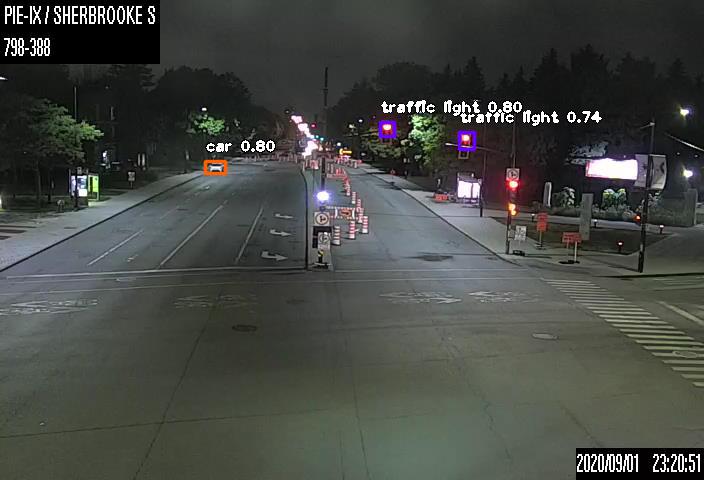 PIE-IX / SHERBROOKE S
798-388
traffic light 0.80
traffic light 0.74
car 0.80
2020/09/01 23:20:51